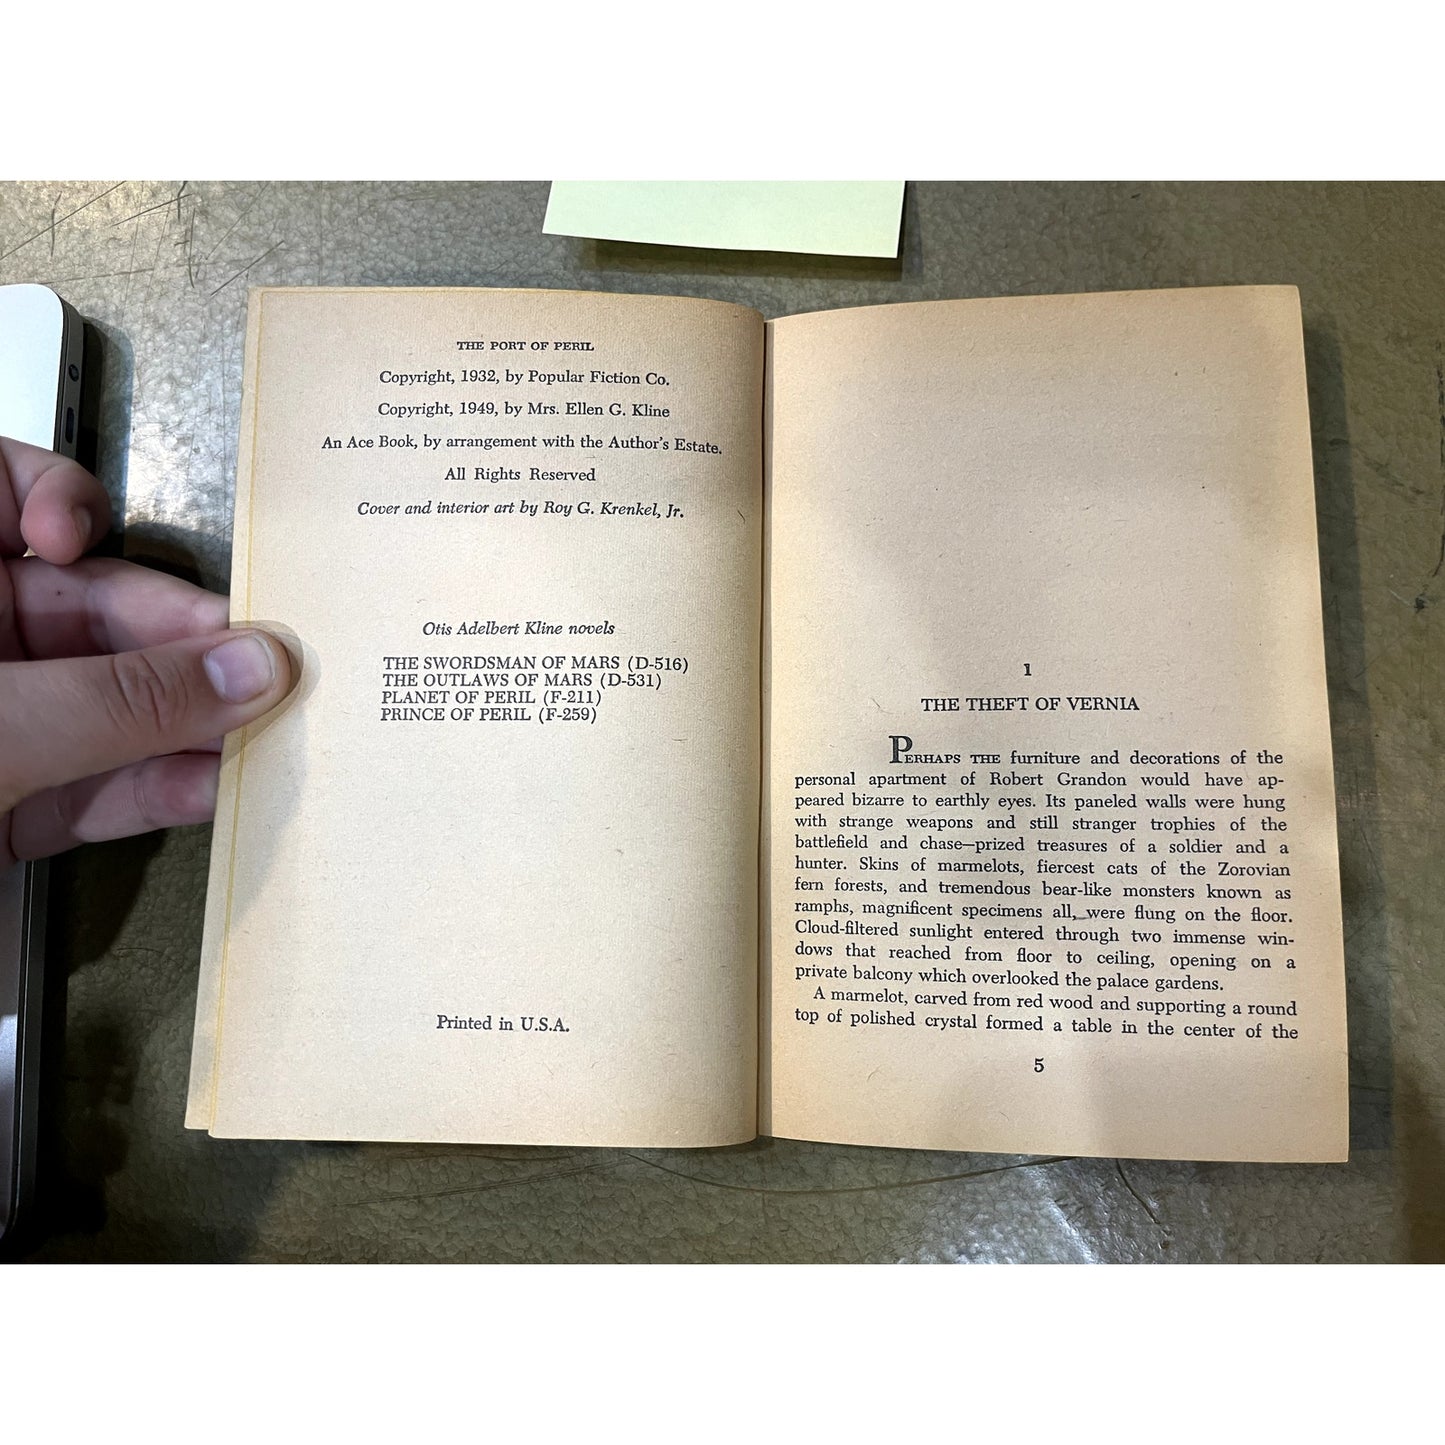 THE PORT OF PERIL
Copyright, 1932, by Popular Fiction Co.
Copyright, 1949, by Mrs. Ellen G. Kline
An Ace Book, by arrangement with the Author's Estate.
All Rights Reserved
Cover and interior art by Roy G. Krenkel, Jr.
Otis Adelbert Kline novels
THE SWORDSMAN OF MARS (D-516)
THE OUTLAWS OF MARS (D-531)
PLANET OF PERIL (F-211)
PRINCE OF PERIL (F-259)
Printed in U.S.A.
1
THE THEFT OF VERNIA
PERHAPS THE furniture and decorations of the
personal apartment of Robert Grandon would have ap-
peared bizarre to earthly eyes. Its paneled walls were hung
with strange weapons and still stranger trophies of the
battlefield and chase—prized treasures of a soldier and a
hunter. Skins of marmelots, fiercest cats of the Zorovian
fern forests, and tremendous bear-like monsters known as
ramphs, magnificent specimens all, were flung on the floor.
Cloud-filtered sunlight entered through two immense win-
dows that reached from floor to ceiling, opening on a
private balcony which overlooked the palace gardens.
A marmelot, carved from red wood and supporting a round
top of polished crystal formed a table in the center of the
5